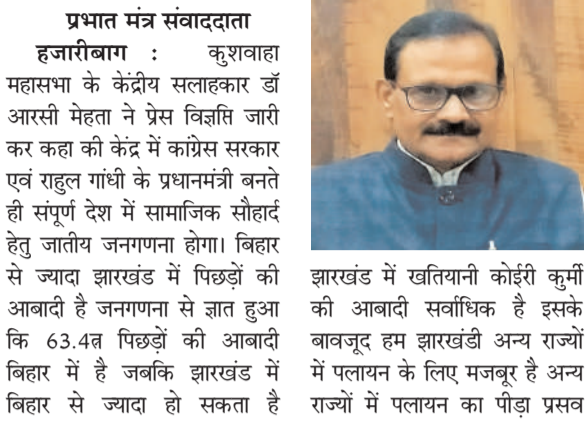 प्रभात मंत्र संवाददाता
हजारीबाग : कुशवाहा
महासभा के केंद्रीय सलाहकार डॉ
आरसी मेहता ने प्रेस विज्ञप्ति जारी
कर कहा की केंद्र में कांग्रेस सरकार
एवं राहुल गांधी के प्रधानमंत्री बनते
ही संपूर्ण देश में सामाजिक सौहार्द
हेतु जातीय जनगणना होगा। बिहार
से ज्यादा झारखंड में पिछड़ों की
आबादी है जनगणना से ज्ञात हुआ
कि 63.4त्न पिछड़ों की आबादी
बिहार में है जबकि झारखंड में
बिहार से ज्यादा हो सकता है
झारखंड में खतियानी कोईरी कुर्मी
की आबादी सर्वाधिक है इसके
बावजूद हम झारखंडी अन्य राज्यों
में पलायन के लिए मजबूर है अन्य
राज्यों में पलायन का पीड़ा प्रसव